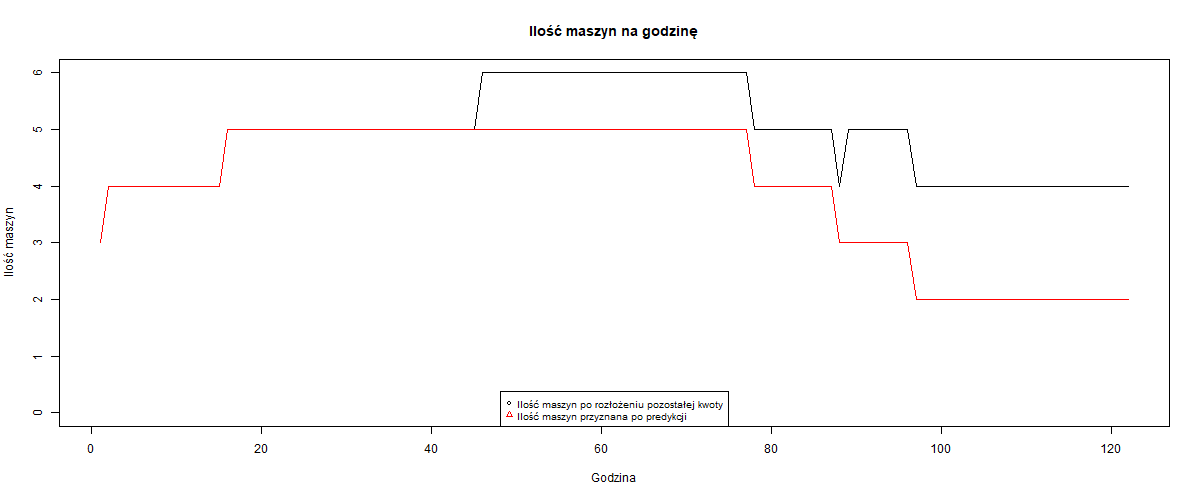 Ilość maszyn na godzinę
6
5
4
3
2
1
0
Ilość maszyn
Ilość maszyn po rozłożeniu pozostałej kwoty
Ilość maszyn przyznana po predykcji
0 20 40 60 80 100 120
Godzina